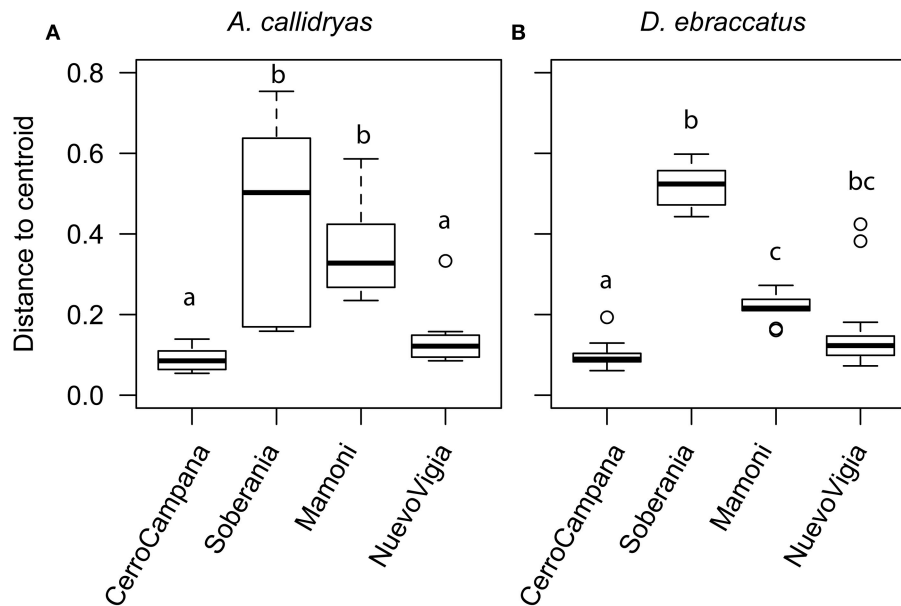 A
A. callidryas
B
D. ebraccatus
Distance to centroid
0.8
0.6
0.4
0.2
0.0
a
b
b
a
a
b
c
bc
CerroCampana
Soberania
Mamoni
NuevoVigia
CerroCampana
Soberania
Mamoni
NuevoVigia